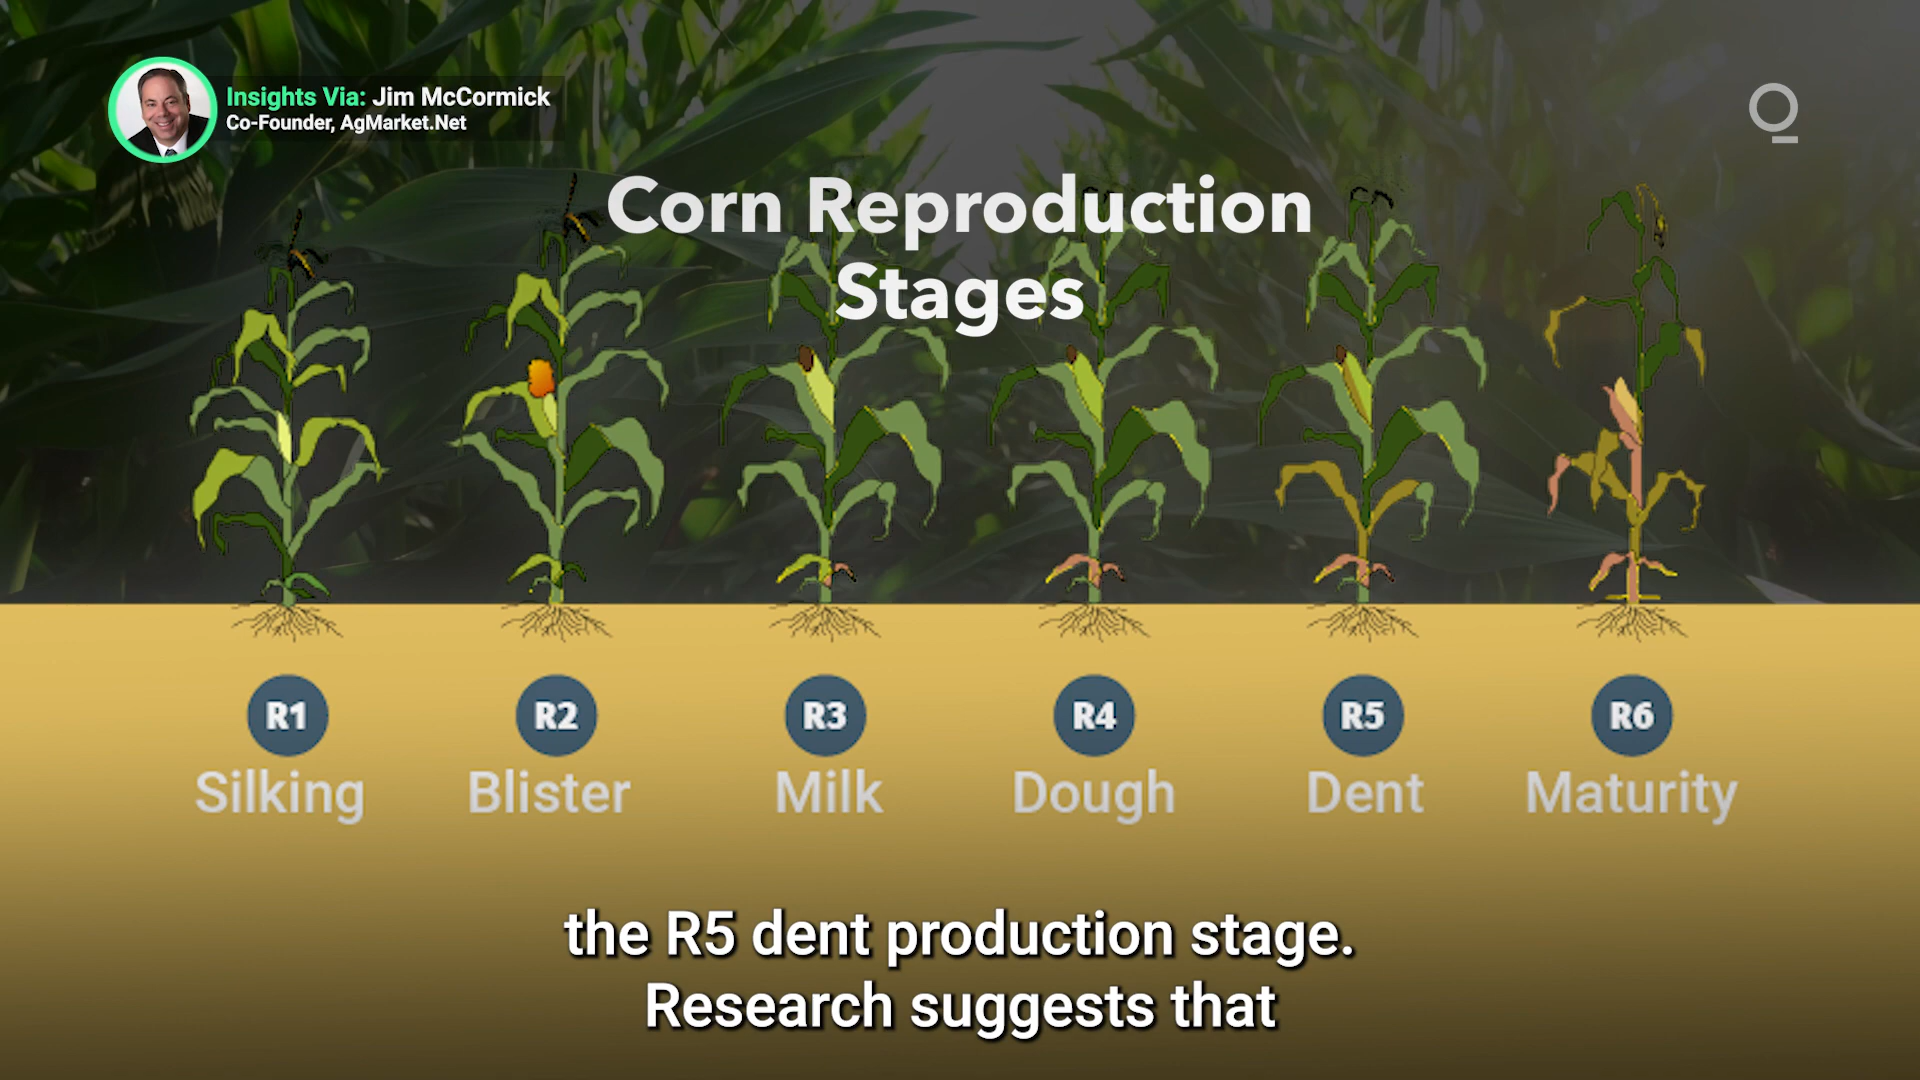 Insights Via: Jim McCormick
Co-Founder, AgMarket.Net
Corn Reproduction
Stages
R1
R2
R3
R4
R5
R6
Silking
Blister
Milk
Dough
Dent
Maturity
the R5 dent production stage.
Research suggests that